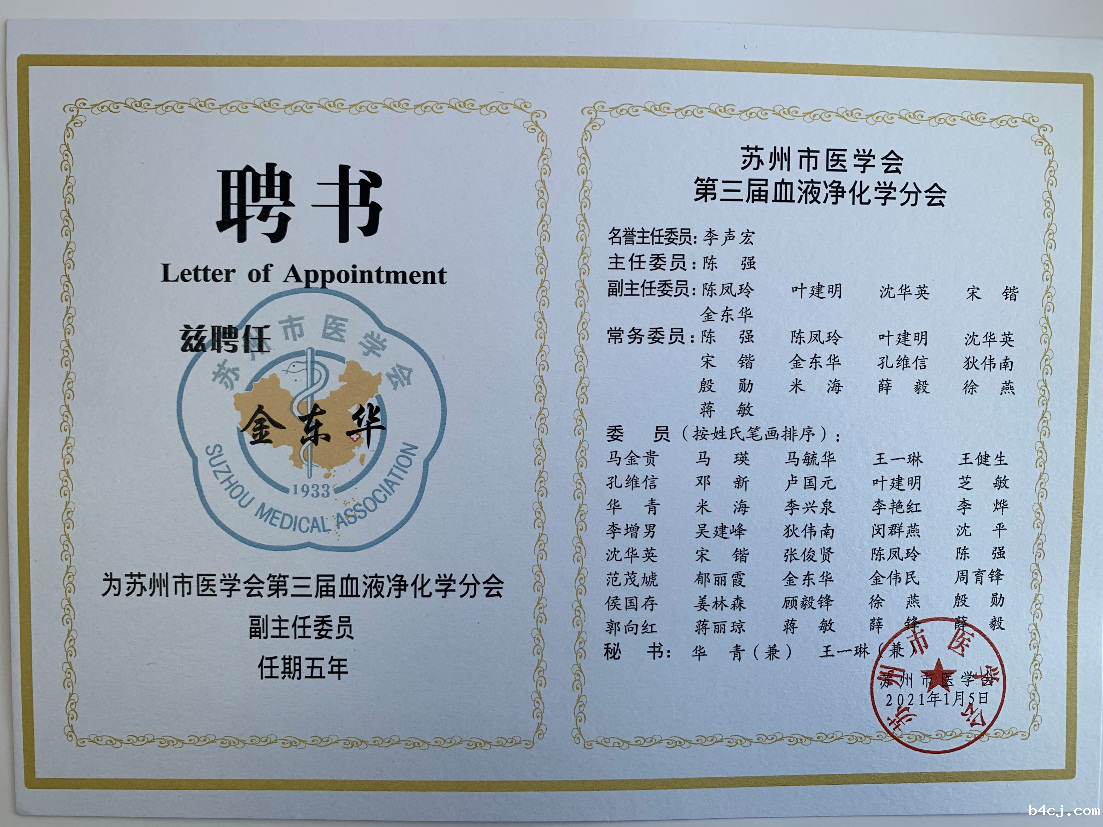 聘书
Letter of Appointment
兹聘任
苏州市医学会
金东华
1933
SUZHOU MEDICAL ASSOCIATION
为苏州市医学会第三届血液净化学分会
副主任委员
任期五年
苏州市医学会
第三届血液净化学分会
名誉主任委员：李声宏
主任委员：陈 强
副主任委员：陈凤玲 叶建明 沈华英 宋 锴
金东华
常务委员：陈 强 陈凤玲 叶建明 沈华英
宋 锴 金东华 孔维信 狄伟南
殷 勋 米 海 薛 毅 徐 燕
蒋 敏
委 员（按姓氏笔画排序）：
马金贵 马 瑛 马毓华 王一琳 王健生
孔维信 邓 新 卢国元 叶建明 芝 敏
华 青 米 海 李兴泉 李艳红 李 烨
李增男 吴建峰 狄伟南 闵群燕 沈 平
沈华英 宋 锴 张俊贤 陈凤玲 陈 强
范茂虓 郁丽霞 金东华 金伟民 周育锋
侯国存 姜林森 顾毅锋 徐 燕 殷 勋
郭向红 蒋丽琼 蒋 敏 薛 锋 薛 毅
秘 书：华 青（兼） 王一琳（兼）
苏州市医学会
2021年1月5日
苏州市医学会
b4cj.com